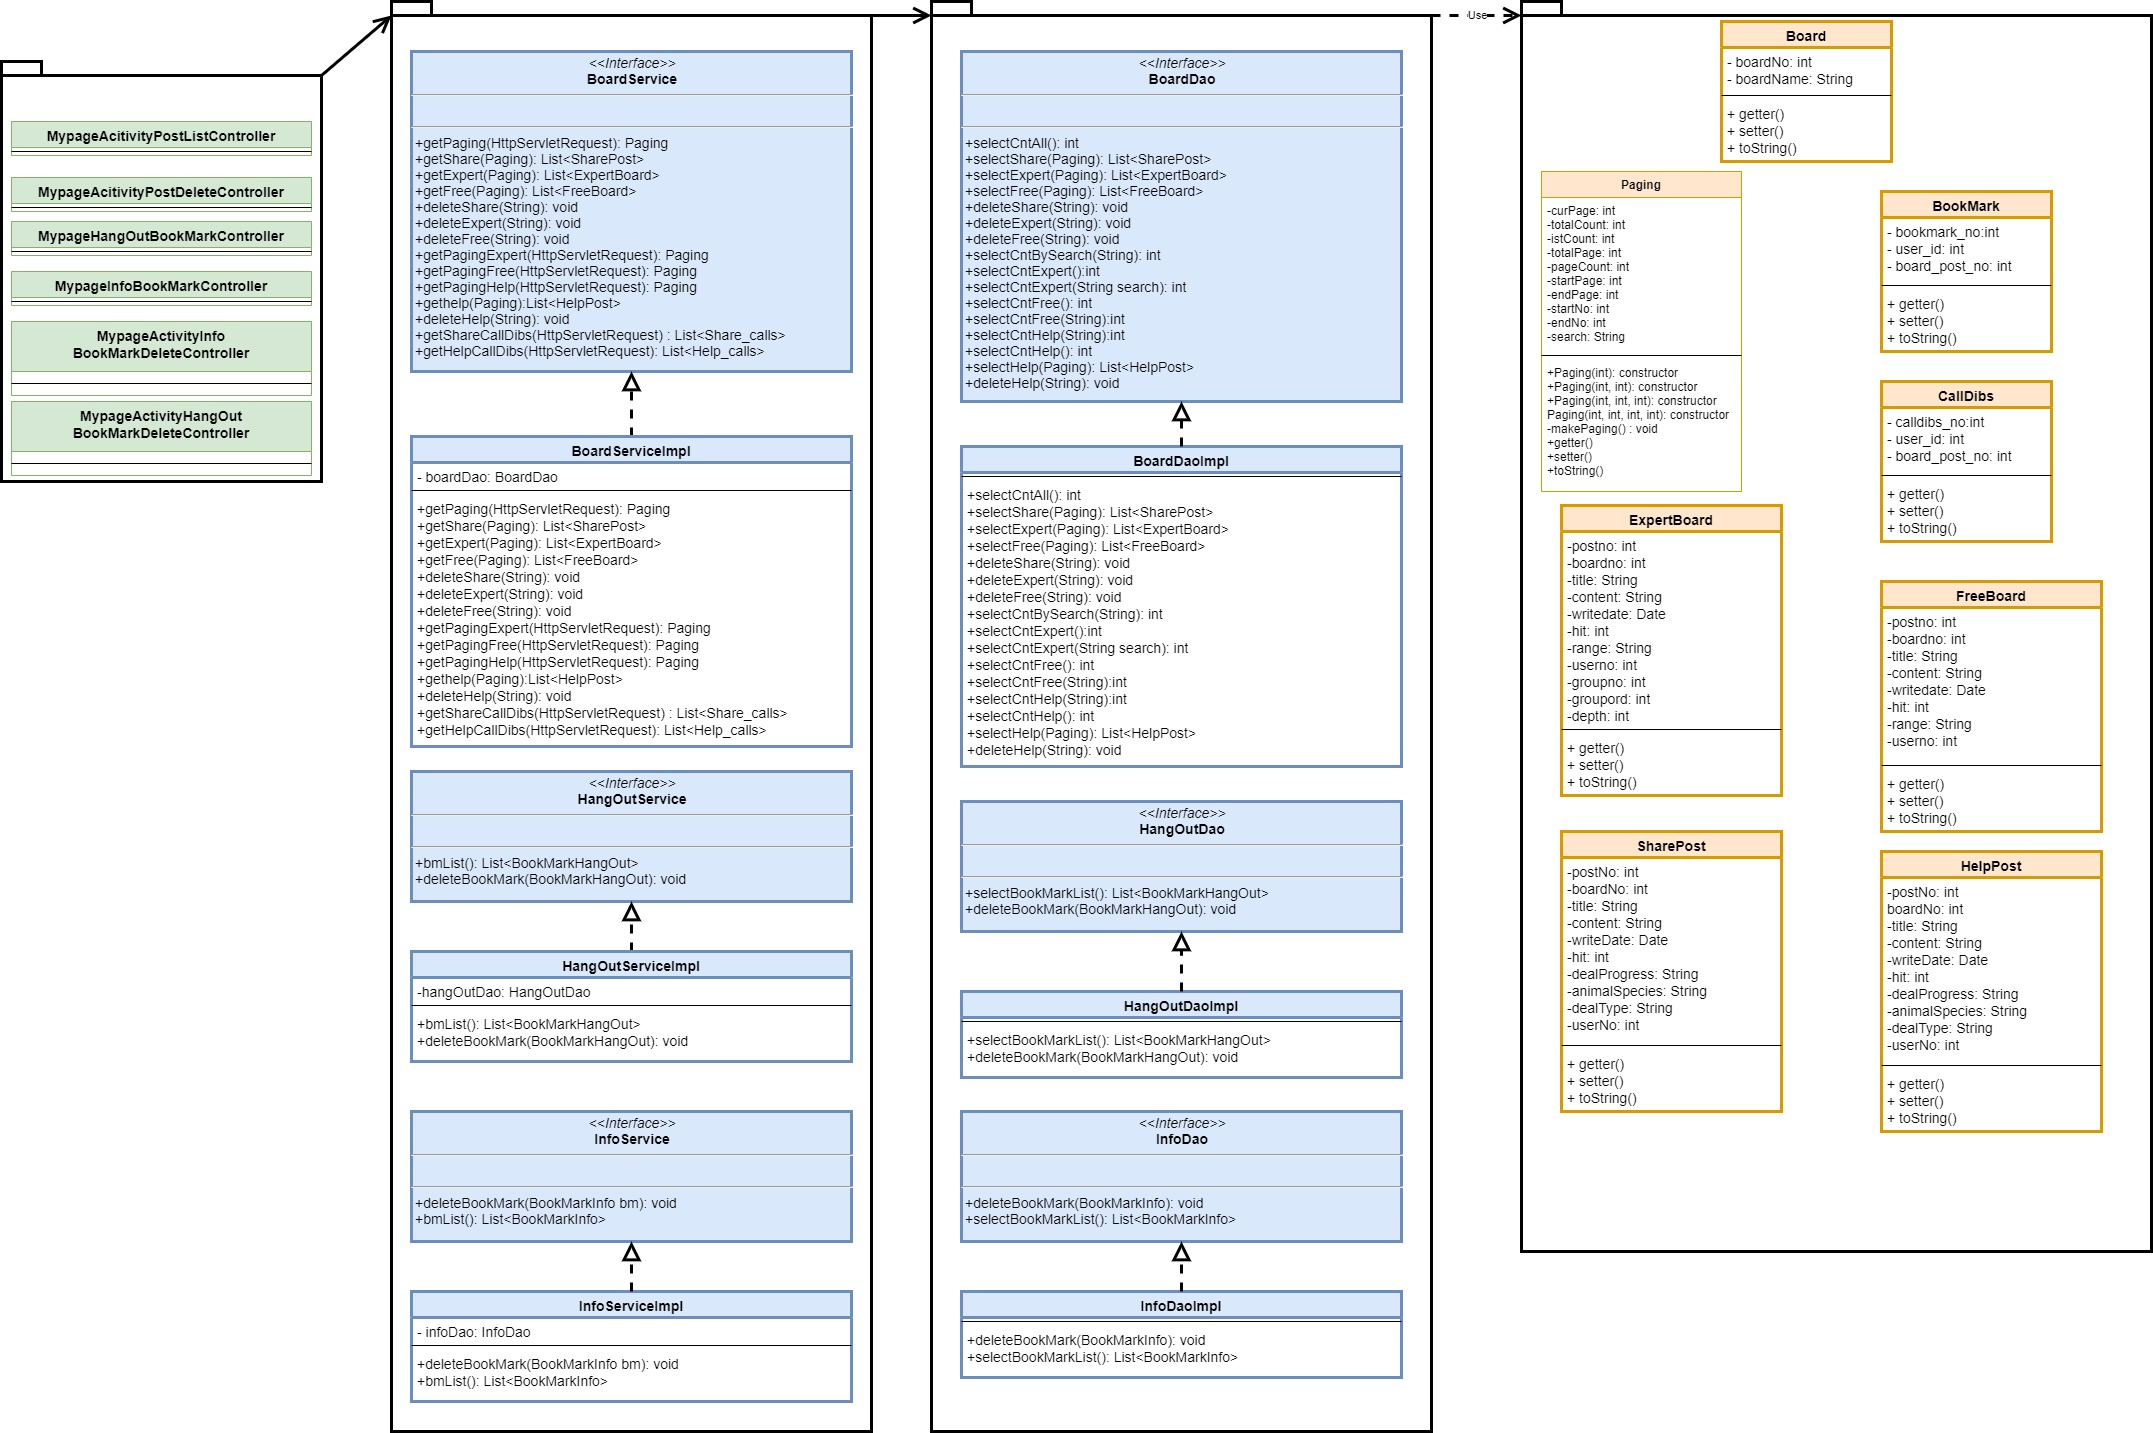 MypageAcitivityPostListController
MypageAcitivityPostDeleteController
MypageHangOutBookMarkController
MypageInfoBookMarkController
MypageActivityInfo
BookMarkDeleteController
MypageActivityHangOut
BookMarkDeleteController
<<Interface>>
BoardService
+getPaging(HttpServletRequest): Paging
+getShare(Paging): List<SharePost>
+getExpert(Paging): List<ExpertBoard>
+getFree(Paging): List<FreeBoard>
+deleteShare(String): void
+deleteExpert(String): void
+deleteFree(String): void
+getPagingExpert(HttpServletRequest): Paging
+getPagingFree(HttpServletRequest): Paging
+getPagingHelp(HttpServletRequest): Paging
+gethelp(Paging):List<HelpPost>
+deleteHelp(String): void
+getShareCallDibs(HttpServletRequest) : List<Share_calls>
+getHelpCallDibs(HttpServletRequest): List<Help_calls>
BoardServiceImpl
- boardDao: BoardDao
+getPaging(HttpServletRequest): Paging
+getShare(Paging): List<SharePost>
+getExpert(Paging): List<ExpertBoard>
+getFree(Paging): List<FreeBoard>
+deleteShare(String): void
+deleteExpert(String): void
+deleteFree(String): void
+getPagingExpert(HttpServletRequest): Paging
+getPagingFree(HttpServletRequest): Paging
+getPagingHelp(HttpServletRequest): Paging
+gethelp(Paging):List<HelpPost>
+deleteHelp(String): void
+getShareCallDibs(HttpServletRequest) : List<Share_calls>
+getHelpCallDibs(HttpServletRequest): List<Help_calls>
<<Interface>>
HangOutService
+bmList(): List<BookMarkHangOut>
+deleteBookMark(BookMarkHangOut): void
HangOutServiceImpl
-hangOutDao: HangOutDao
+bmList(): List<BookMarkHangOut>
+deleteBookMark(BookMarkHangOut): void
<<Interface>>
InfoService
+deleteBookMark(BookMarkInfo bm): void
+bmList(): List<BookMarkInfo>
InfoServiceImpl
- infoDao: InfoDao
+deleteBookMark(BookMarkInfo bm): void
+bmList(): List<BookMarkInfo>
<<Interface>>
BoardDao
+selectCntAll(): int
+selectShare(Paging): List<SharePost>
+selectExpert(Paging): List<ExpertBoard>
+selectFree(Paging): List<FreeBoard>
+deleteShare(String): void
+deleteExpert(String): void
+deleteFree(String): void
+selectCntBySearch(String): int
+selectCntExpert():int
+selectCntExpert(String search): int
+selectCntFree(): int
+selectCntFree(String):int
+selectCntHelp(String):int
+selectCntHelp(): int
+selectHelp(Paging): List<HelpPost>
+deleteHelp(String): void
BoardDaoImpl
+selectCntAll(): int
+selectShare(Paging): List<SharePost>
+selectExpert(Paging): List<ExpertBoard>
+selectFree(Paging): List<FreeBoard>
+deleteShare(String): void
+deleteExpert(String): void
+deleteFree(String): void
+selectCntBySearch(String): int
+selectCntExpert():int
+selectCntExpert(String search): int
+selectCntFree(): int
+selectCntFree(String):int
+selectCntHelp(String):int
+selectCntHelp(): int
+selectHelp(Paging): List<HelpPost>
+deleteHelp(String): void
<<Interface>>
HangOutDao
+selectBookMarkList(): List<BookMarkHangOut>
+deleteBookMark(BookMarkHangOut): void
HangOutDaoImpl
+selectBookMarkList(): List<BookMarkHangOut>
+deleteBookMark(BookMarkHangOut): void
<<Interface>>
InfoDao
+deleteBookMark(BookMarkInfo): void
+selectBookMarkList(): List<BookMarkInfo>
InfoDaoImpl
+deleteBookMark(BookMarkInfo): void
+selectBookMarkList(): List<BookMarkInfo>
Use
Board
- boardNo: int
- boardName: String
+ getter()
+ setter()
+ toString()
Paging
-curPage: int
-totalCount: int
-istCount: int
-totalPage: int
-pageCount: int
-startPage: int
-endPage: int
-startNo: int
-endNo: int
-search: String
+Paging(int): constructor
+Paging(int, int): constructor
+Paging(int, int, int): constructor
Paging(int, int, int, int): constructor
-makePaging() : void
+getter()
+setter()
+toString()
BookMark
- bookmark_no:int
- user_id: int
- board_post_no: int
+ getter()
+ setter()
+ toString()
CallDibs
- calldibs_no:int
- user_id: int
- board_post_no: int
+ getter()
+ setter()
+ toString()
ExpertBoard
-postno: int
-boardno: int
-title: String
-content: String
-writedate: Date
-hit: int
-range: String
-userno: int
-groupno: int
-groupord: int
-depth: int
+ getter()
+ setter()
+ toString()
FreeBoard
-postno: int
-boardno: int
-title: String
-content: String
-writedate: Date
-hit: int
-range: String
-userno: int
+ getter()
+ setter()
+ toString()
SharePost
-postNo: int
-boardNo: int
-title: String
-content: String
-writeDate: Date
-hit: int
-dealProgress: String
-animalSpecies: String
-dealType: String
-userNo: int
+ getter()
+ setter()
+ toString()
HelpPost
-postNo: int
boardNo: int
-title: String
-content: String
-writeDate: Date
-hit: int
-dealProgress: String
-animalSpecies: String
-dealType: String
-userNo: int
+ getter()
+ setter()
+ toString()